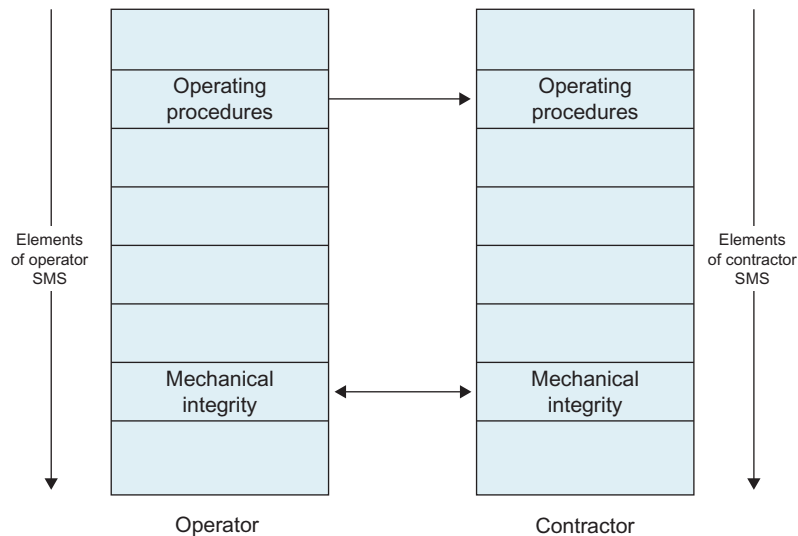 Operating
procedures
Operating
procedures
Elements
of operator
SMS
Elements
of contractor
SMS
Mechanical
integrity
Mechanical
integrity
Operator
Contractor